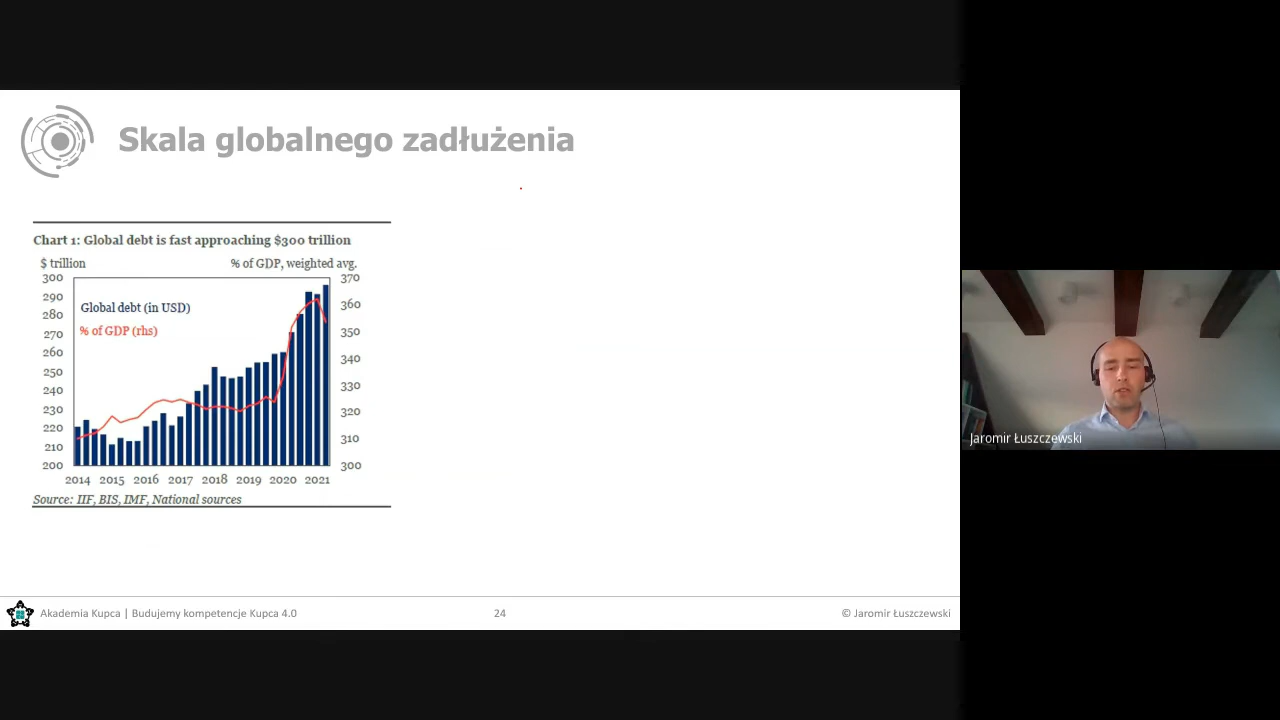 Skala globalnego zadłużenia
Chart 1: Global debt is fast approaching $300 trillion
$ trillion % of GDP, weighted avg.
300 370
290 360
280 350
270 340
260 330
250 320
240 310
230 300
220
210
200
Global debt (in USD)
% of GDP (rhs)
2014 2015 2016 2017 2018 2019 2020 2021
Source: IIF, BIS, IMF, National sources
Akademia Kupca | Budujemy kompetencje Kupca 4.0 24 © Jaromir Łuszczewski
Jaromir Łuszczewski